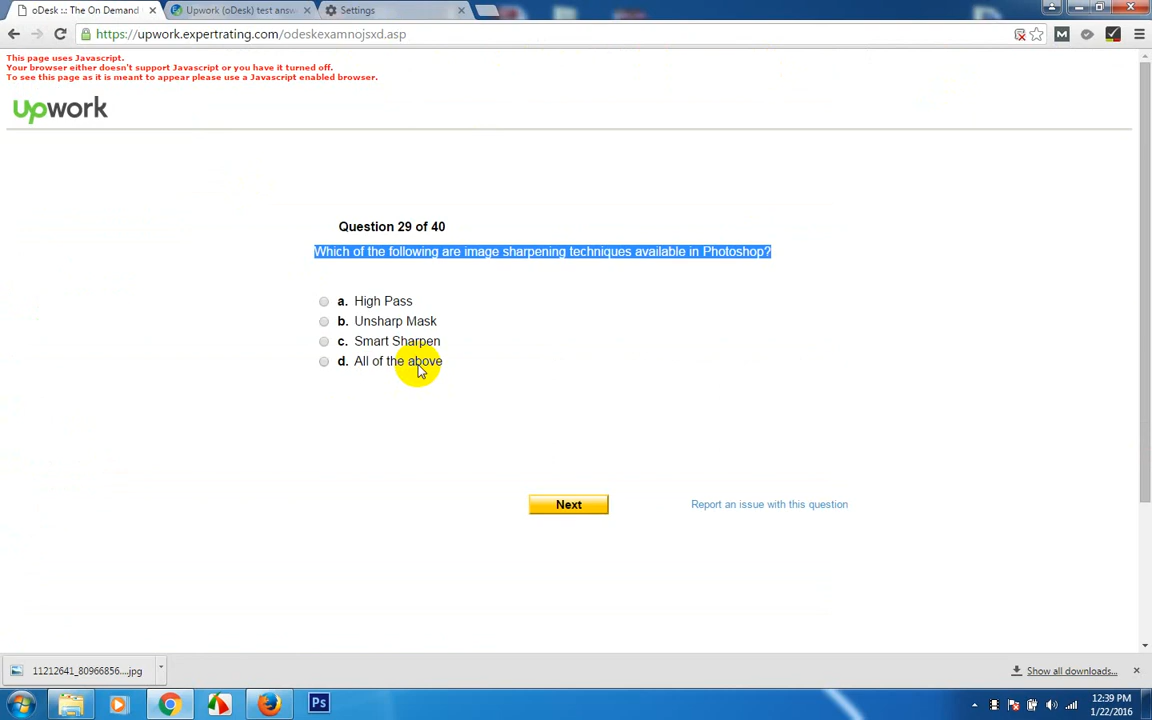 oDesk ::: The On Demand
Upwork (oDesk) test answ
Settings
https://upwork.expertrating.com/odeskexamnojsxd.asp
This page uses Javascript.
Your browser either doesn't support Javascript or you have it turned off.
To see this page as it is meant to appear please use a Javascript enabled browser.
upwork
Question 29 of 40
Which of the following are image sharpening techniques available in Photoshop?
a. High Pass
b. Unsharp Mask
c. Smart Sharpen
d. All of the above
Next
Report an issue with this question
11212641_80966856....jpg
Show all downloads...
Ps
12:39 PM
1/22/2016